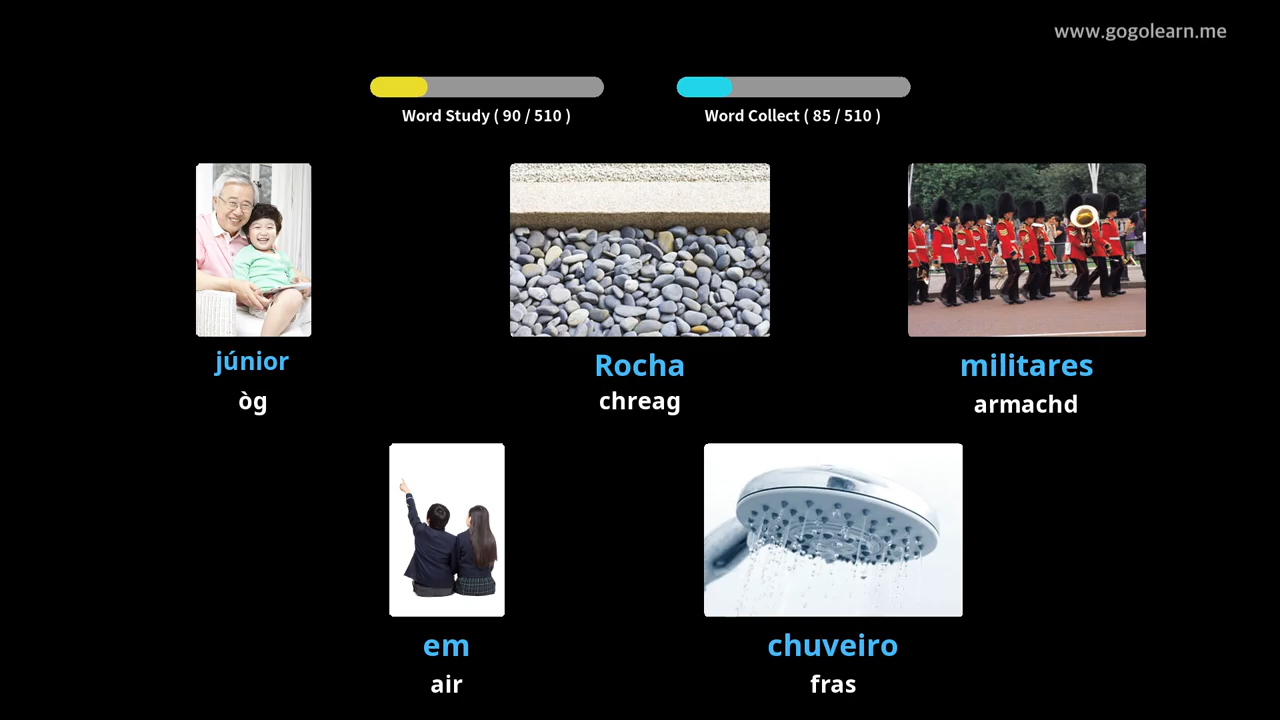 www.gogolearn.me
Word Study ( 90 / 510 )
Word Collect ( 85 / 510 )
júnior
òg
Rocha
chreag
militares
armachd
em
air
chuveiro
fras